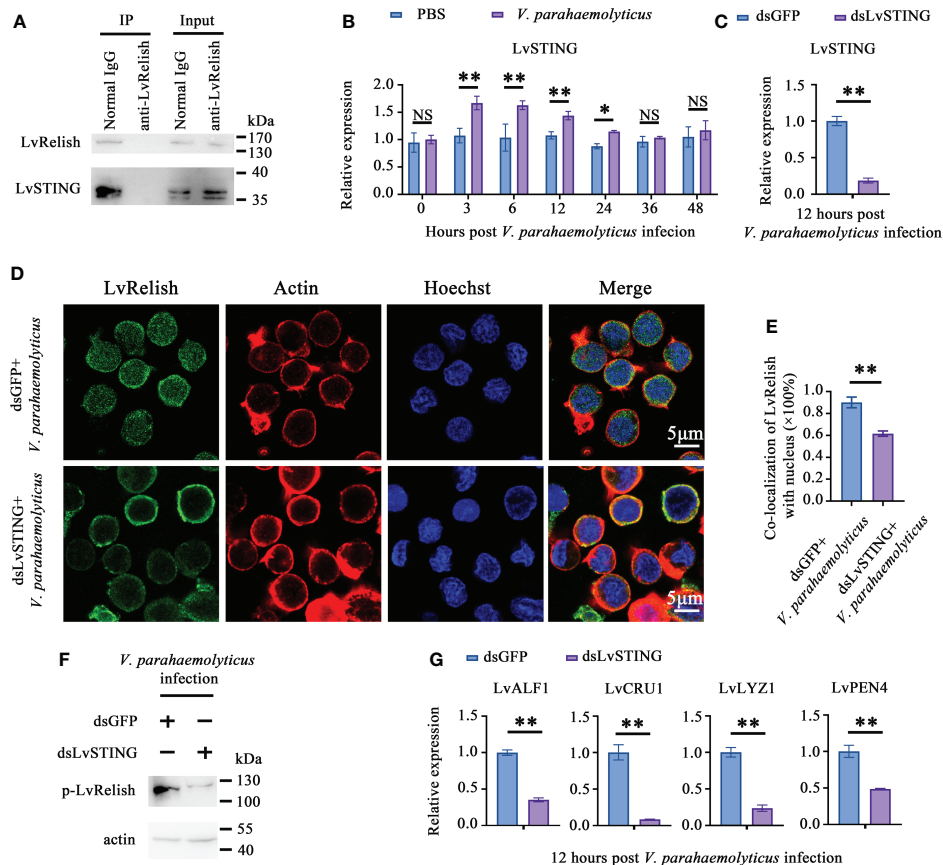 A
IP
Input
Normal IgG
anti-LvRelish
Normal IgG
anti-LvRelish
kDa
LvRelish
170
130
LvSTING
40
35
B
PBS
V. parahaemolyticus
LvSTING
Relative expression
2.0
1.5
1.0
0.5
0.0
NS
**
**
**
*
NS
NS
0
3
6
12
24
36
48
Hours post V. parahaemolyticus infecion
C
dsGFP
dsLvSTING
LvSTING
Relative expression
1.5
1.0
0.5
0.0
**
12 hours post
V. parahaemolyticus infection
D
LvRelish
Actin
Hoechst
Merge
dsGFP+
V. parahaemolyticus
5μm
dsLvSTING+
V. parahaemolyticus
5μm
E
Co-localization of LvRelish
with nucleus (×100%)
1.0
0.8
0.6
0.4
0.2
0.0
**
dsGFP+
V. parahaemolyticus
dsLvSTING+
V. parahaemolyticus
F
V. parahaemolyticus
infection
dsGFP
+
−
dsLvSTING
−
+
kDa
p-LvRelish
130
100
actin
55
40
G
dsGFP
dsLvSTING
Relative expression
LvALF1
1.5
1.0
0.5
0.0
**
LvCRU1
1.5
1.0
0.5
0.0
**
LvLYZ1
1.5
1.0
0.5
0.0
**
LvPEN4
1.5
1.0
0.5
0.0
**
12 hours post V. parahaemolyticus infection